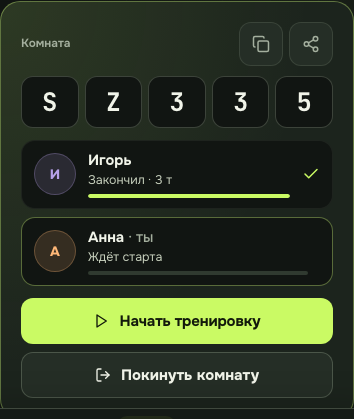 Комната
S Z 3 3 5
И
Игорь
Закончил · 3 т
А
Анна · ты
Ждёт старта
Начать тренировку
Покинуть комнату